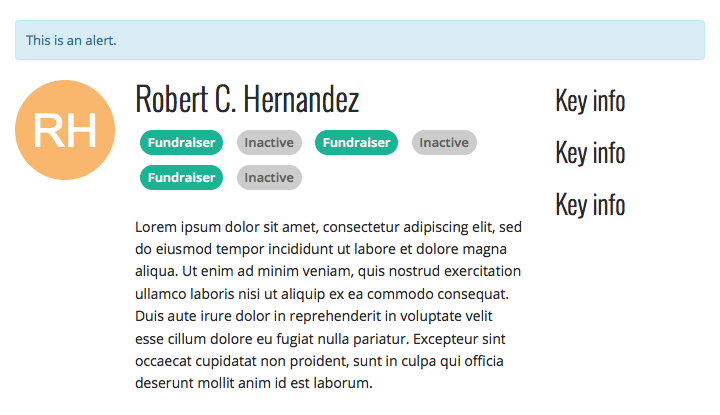 This is an alert.
RH
Robert C. Hernandez
Fundraiser Inactive Fundraiser Inactive
Fundraiser Inactive
Lorem ipsum dolor sit amet, consectetur adipiscing elit, sed
do eiusmod tempor incididunt ut labore et dolore magna
aliqua. Ut enim ad minim veniam, quis nostrud exercitation
ullamco laboris nisi ut aliquip ex ea commodo consequat.
Duis aute irure dolor in reprehenderit in voluptate velit
esse cillum dolore eu fugiat nulla pariatur. Excepteur sint
occaecat cupidatat non proident, sunt in culpa qui officia
deserunt mollit anim id est laborum.
Key info
Key info
Key info